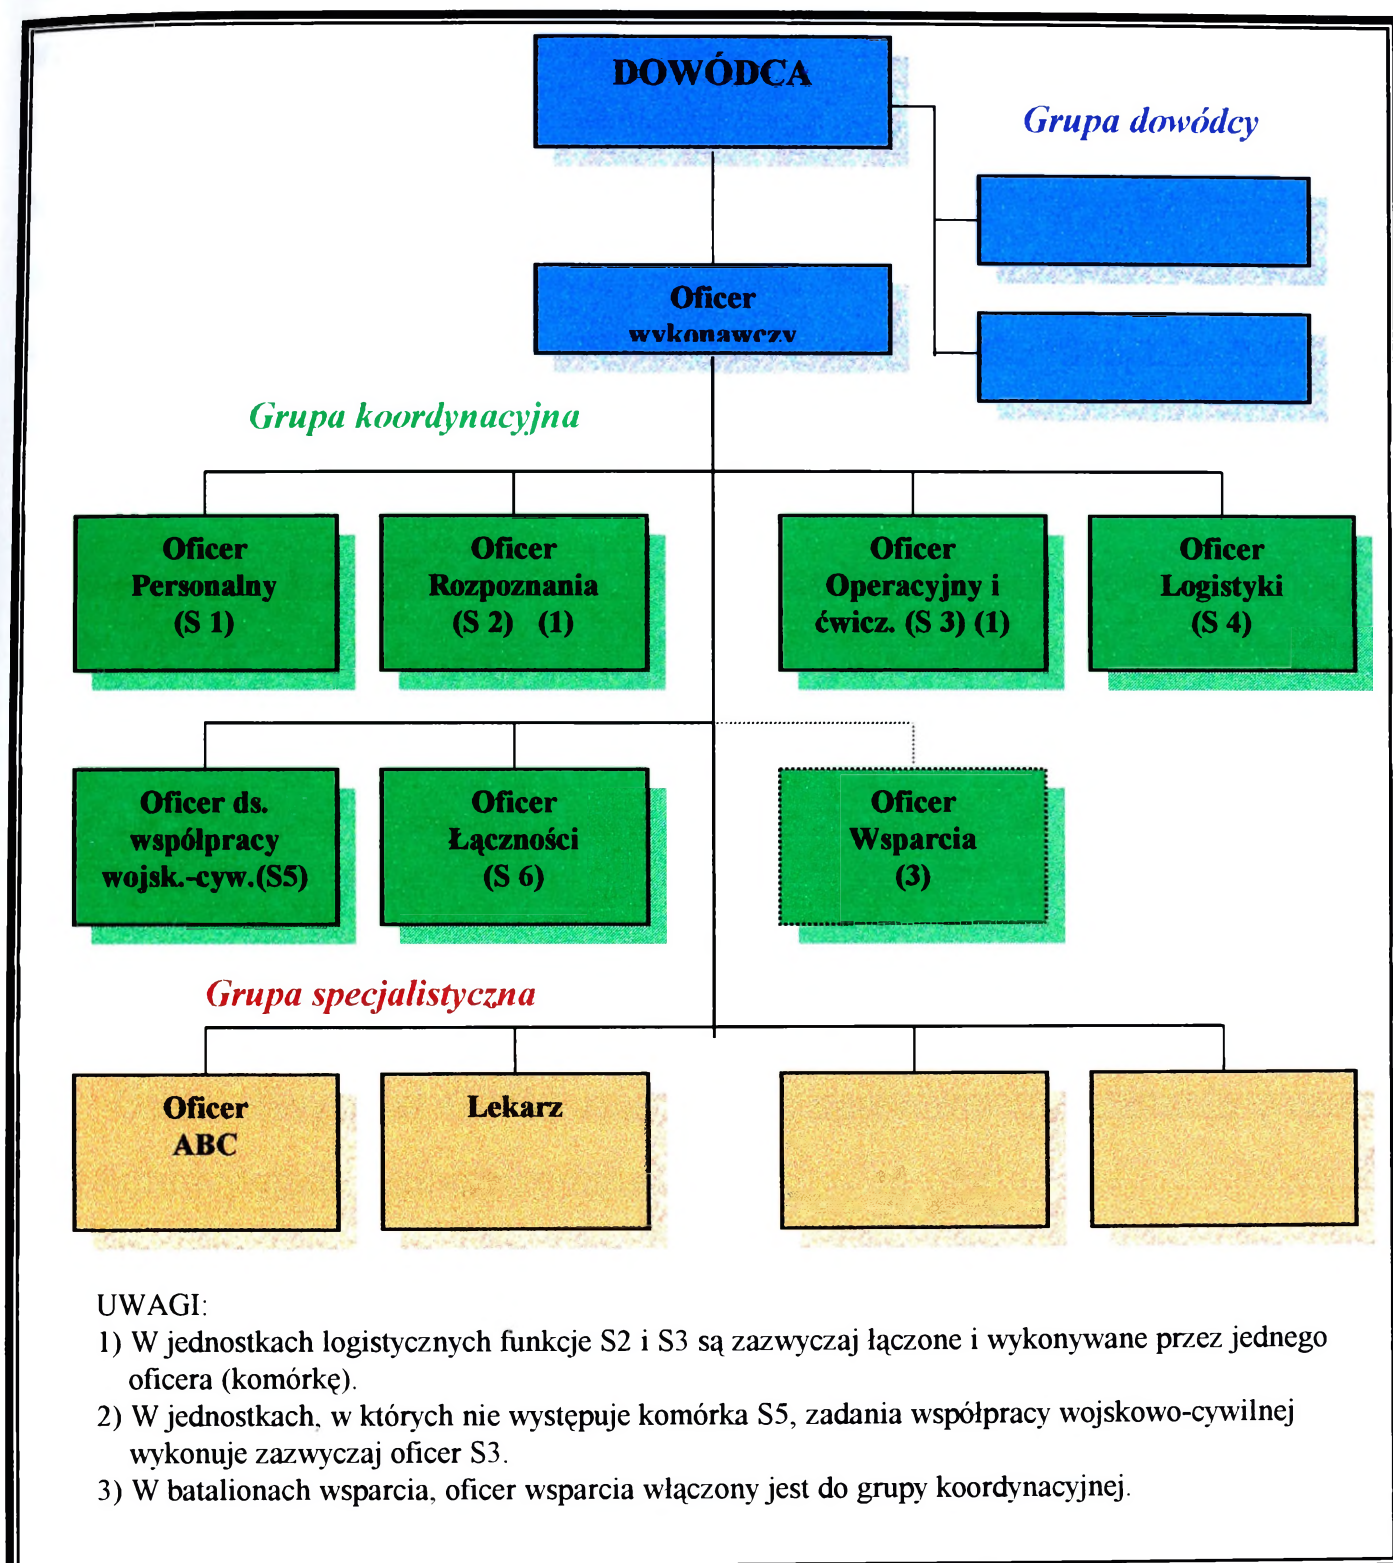 DOWÓDCA
Grupa dowódcy
Oficer
wykonawczy
Grupa koordynacyjna
Oficer
Personalny
(S 1)
Oficer
Rozpoznania
(S 2) (1)
Oficer
Operacyjny i
ćwicz. (S 3) (1)
Oficer
Logistyki
(S 4)
Oficer ds.
współpracy
wojsk.-cyw.(S5)
Oficer
Łączności
(S 6)
Oficer
Wsparcia
(3)
Grupa specjalistyczna
Oficer
ABC
Lekarz
UWAGI:
1) W jednostkach logistycznych funkcje S2 i S3 są zazwyczaj łączone i wykonywane przez jednego
oficera (komórkę).
2) W jednostkach, w których nie występuje komórka S5, zadania współpracy wojskowo-cywilnej
wykonuje zazwyczaj oficer S3.
3) W batalionach wsparcia, oficer wsparcia włączony jest do grupy koordynacyjnej.